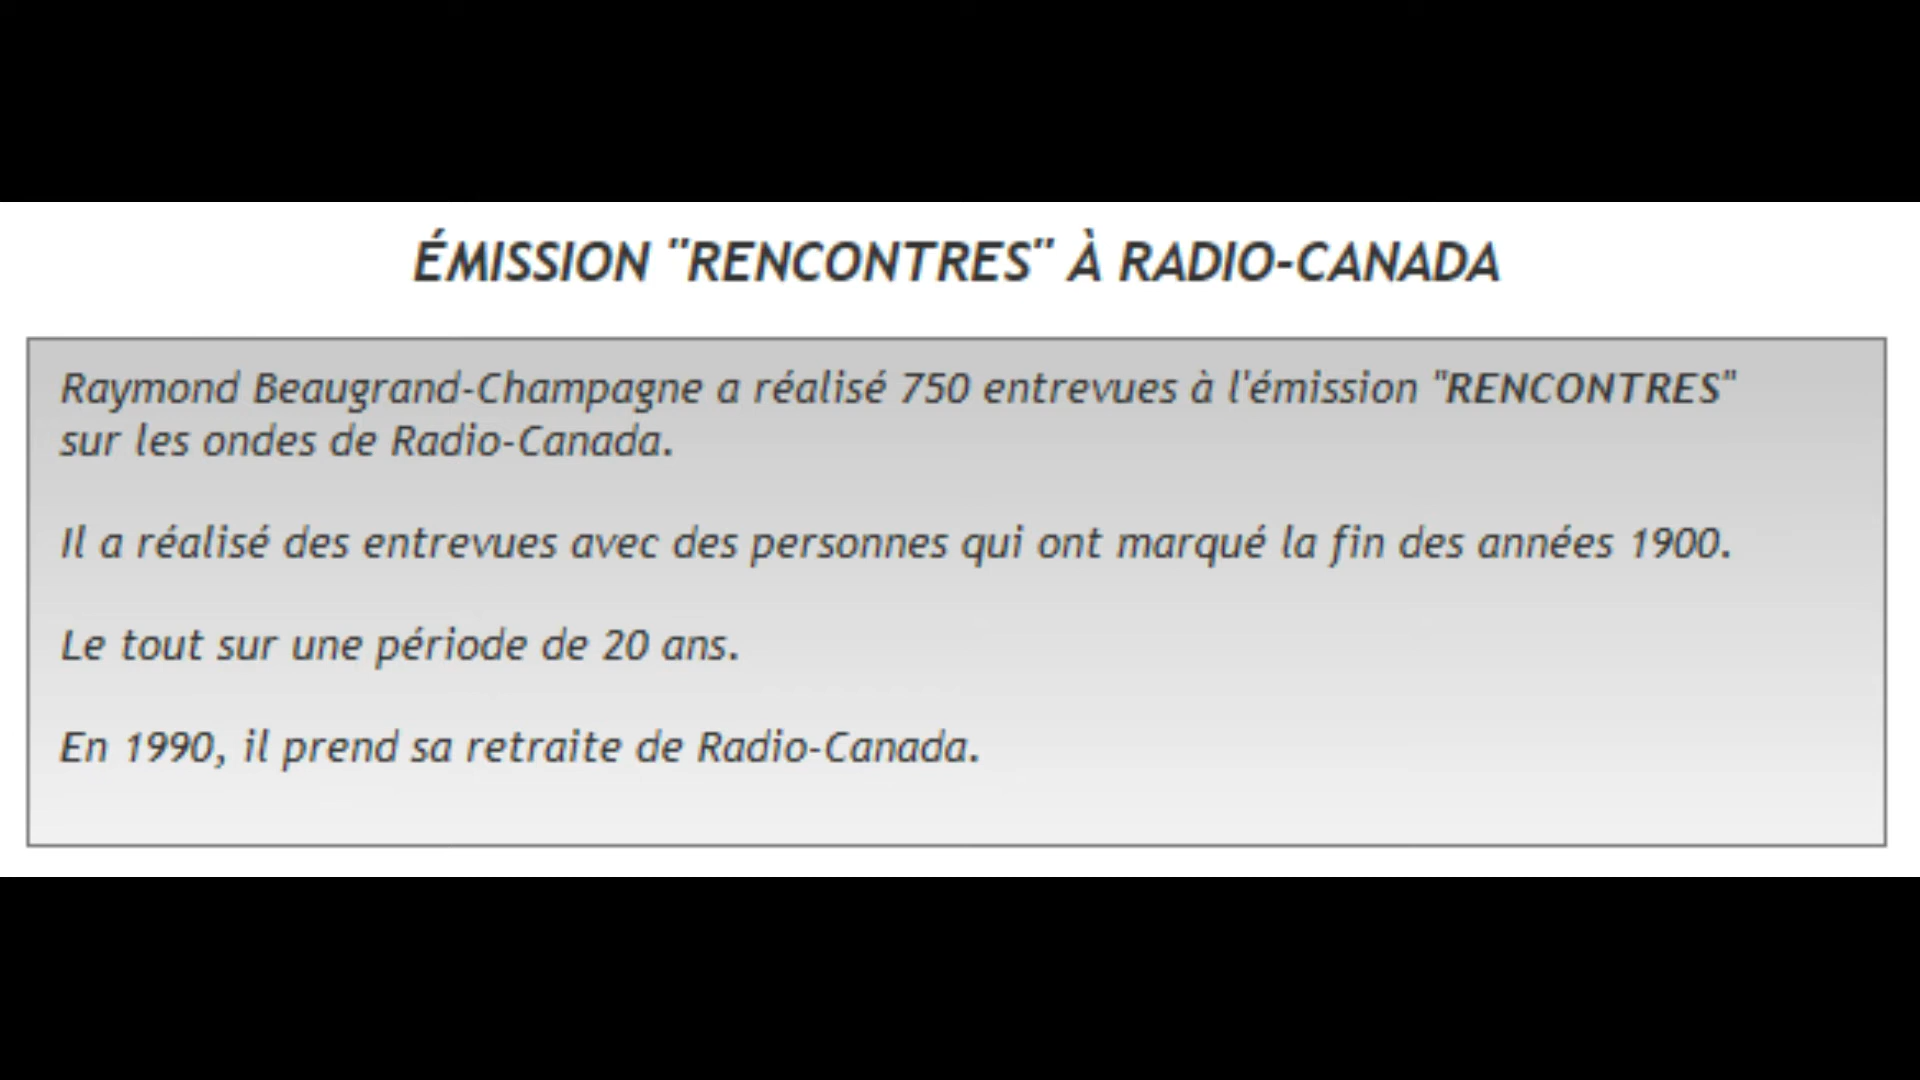 ÉMISSION "RENCONTRES" À RADIO-CANADA
Raymond Beaugrand-Champagne a réalisé 750 entrevues à l'émission "RENCONTRES"
sur les ondes de Radio-Canada.
Il a réalisé des entrevues avec des personnes qui ont marqué la fin des années 1900.
Le tout sur une période de 20 ans.
En 1990, il prend sa retraite de Radio-Canada.